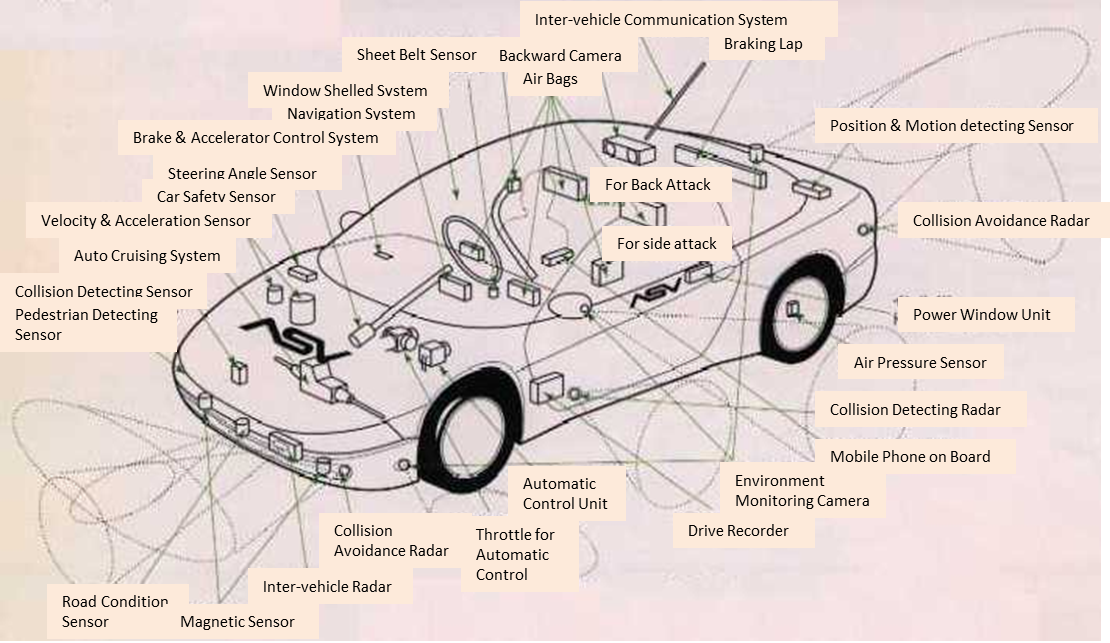 Inter-vehicle Communication System
Braking Lap
Sheet Belt Sensor
Backward Camera
Air Bags
Window Shelled System
Navigation System
Brake & Accelerator Control System
Position & Motion detecting Sensor
Steering Angle Sensor
Car Safety Sensor
For Back Attack
Velocity & Acceleration Sensor
Collision Avoidance Radar
For side attack
Auto Cruising System
Collision Detecting Sensor
Pedestrian Detecting
Sensor
ASV
Power Window Unit
ASV
Air Pressure Sensor
Collision Detecting Radar
Mobile Phone on Board
Environment
Monitoring Camera
Automatic
Control Unit
Drive Recorder
Collision
Avoidance Radar
Throttle for
Automatic
Control
Inter-vehicle Radar
Road Condition
Sensor
Magnetic Sensor